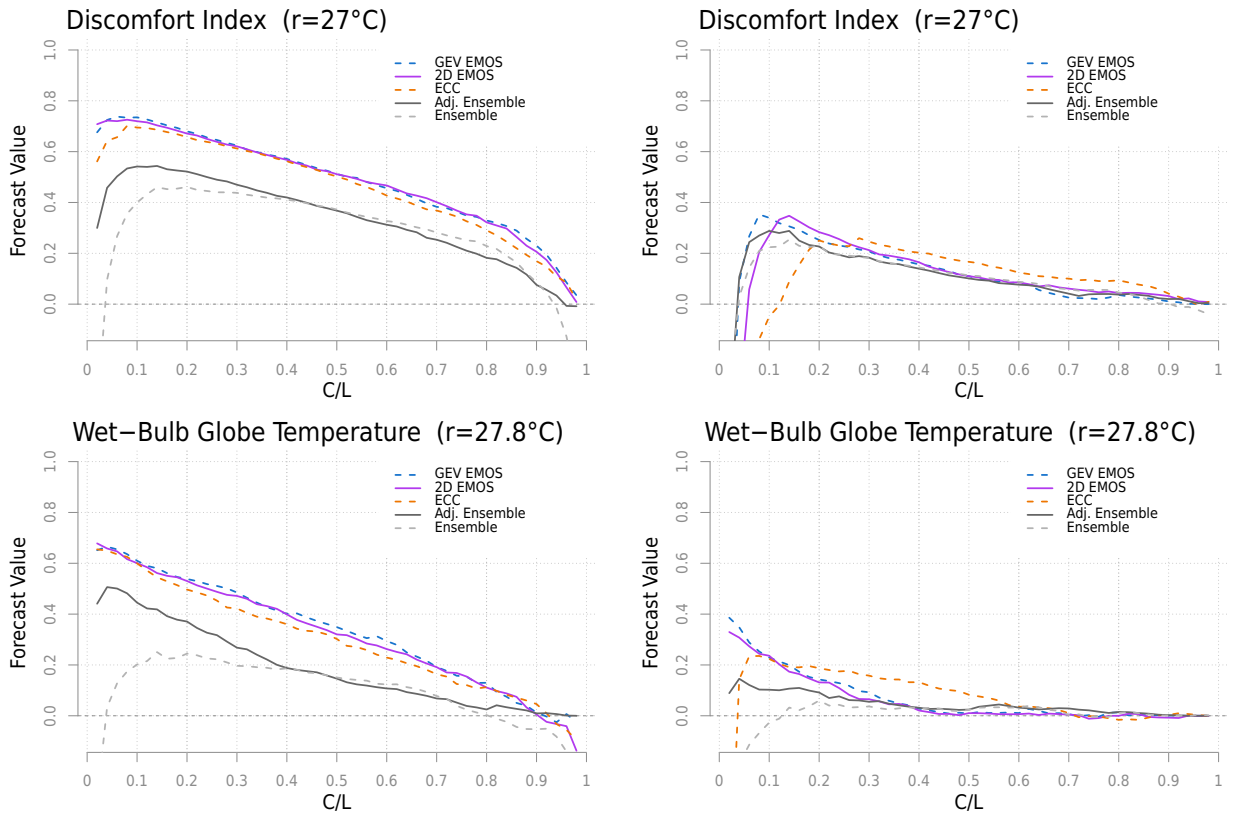 Discomfort Index (r=27°C)
1.0
0.8
0.6
0.4
0.2
0.0
Forecast Value
GEV EMOS
2D EMOS
ECC
Adj. Ensemble
Ensemble
0 0.1 0.2 0.3 0.4 0.5 0.6 0.7 0.8 0.9 1
C/L
Discomfort Index (r=27°C)
1.0
0.8
0.6
0.4
0.2
0.0
Forecast Value
GEV EMOS
2D EMOS
ECC
Adj. Ensemble
Ensemble
0 0.1 0.2 0.3 0.4 0.5 0.6 0.7 0.8 0.9 1
C/L
Wet−Bulb Globe Temperature (r=27.8°C)
1.0
0.8
0.6
0.4
0.2
0.0
Forecast Value
GEV EMOS
2D EMOS
ECC
Adj. Ensemble
Ensemble
0 0.1 0.2 0.3 0.4 0.5 0.6 0.7 0.8 0.9 1
C/L
Wet−Bulb Globe Temperature (r=27.8°C)
1.0
0.8
0.6
0.4
0.2
0.0
Forecast Value
GEV EMOS
2D EMOS
ECC
Adj. Ensemble
Ensemble
0 0.1 0.2 0.3 0.4 0.5 0.6 0.7 0.8 0.9 1
C/L